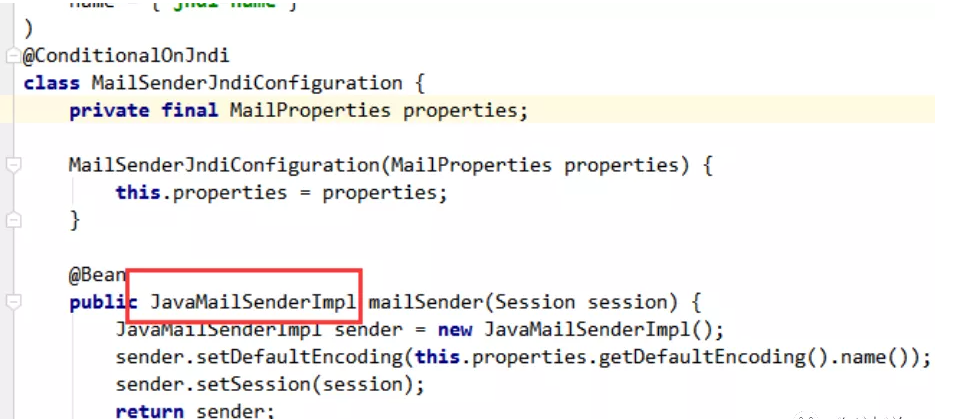 name = {"jndi-name"}
)
@ConditionalOnJndi
class MailSenderJndiConfiguration {
private final MailProperties properties;
MailSenderJndiConfiguration(MailProperties properties) {
this.properties = properties;
}
@Bean
public JavaMailSenderImpl mailSender(Session session) {
JavaMailSenderImpl sender = new JavaMailSenderImpl();
sender.setDefaultEncoding(this.properties.getDefaultEncoding().name());
sender.setSession(session);
return sender;